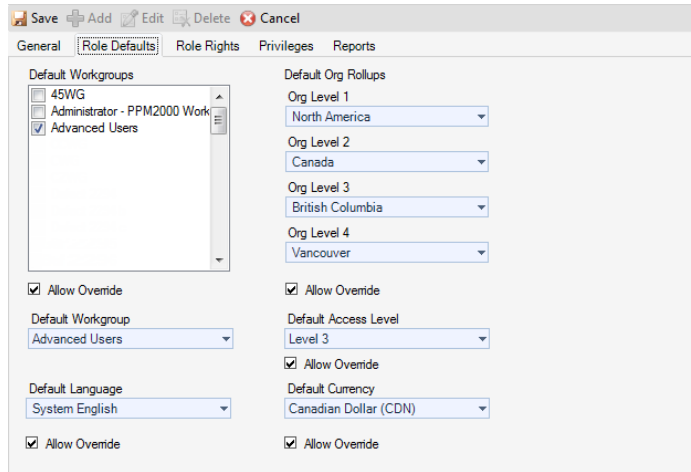 Save Add Edit Delete Cancel
General Role Defaults Role Rights Privileges Reports
Default Workgroups
45WG
Administrator - PPM2000 Work
Advanced Users
Allow Override
Default Org Rollups
Org Level 1
North America
Org Level 2
Canada
Org Level 3
British Columbia
Org Level 4
Vancouver
Allow Override
Default Workgroup
Advanced Users
Default Access Level
Level 3
Allow Override
Default Language
System English
Allow Override
Default Currency
Canadian Dollar (CDN)
Allow Override